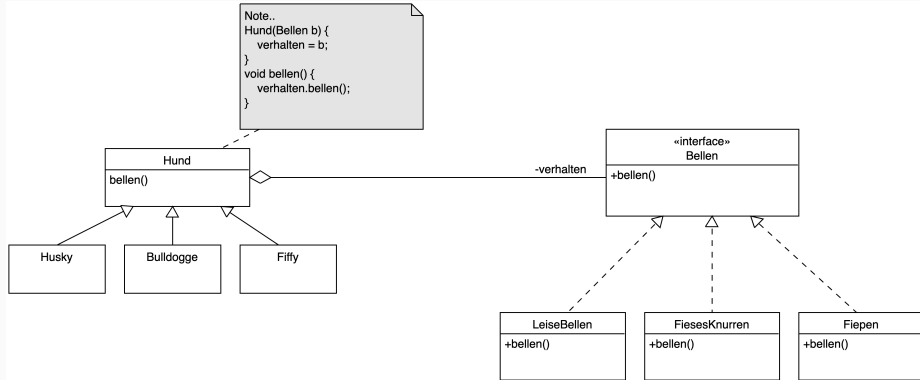 Note..
Hund(Bellen b) {
verhalten = b;
}
void bellen() {
verhalten.bellen();
}
Hund
bellen()
-verhalten
«interface»
Bellen
+bellen()
Husky
Bulldogge
Fiffy
LeiseBellen
+bellen()
FiesesKnurren
+bellen()
Fiepen
+bellen()